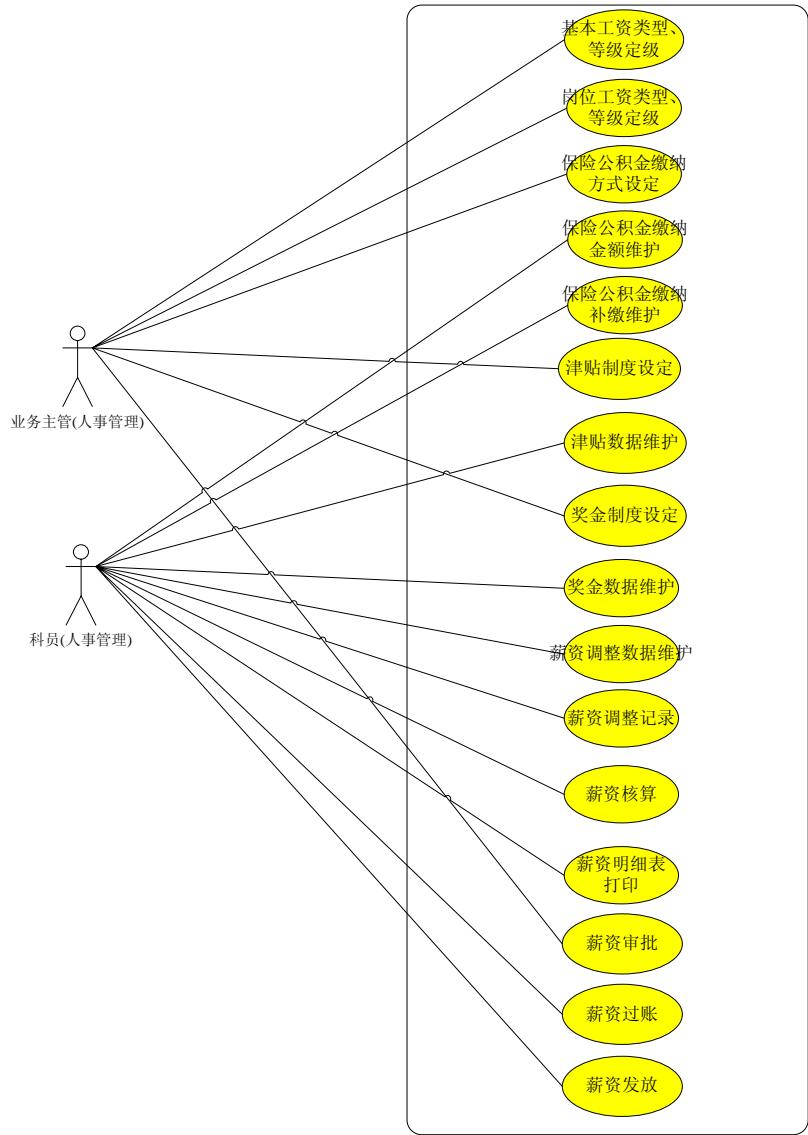 基本工资类型、
等级定级
岗位工资类型、
等级定级
保险公积金缴纳
方式设定
保险公积金缴纳
金额维护
保险公积金缴纳
补缴维护
津贴制度设定
业务主管(人事管理)
津贴数据维护
奖金制度设定
奖金数据维护
科员(人事管理)
薪资调整数据维护
薪资调整记录
薪资核算
薪资明细表
打印
薪资审批
薪资过账
薪资发放